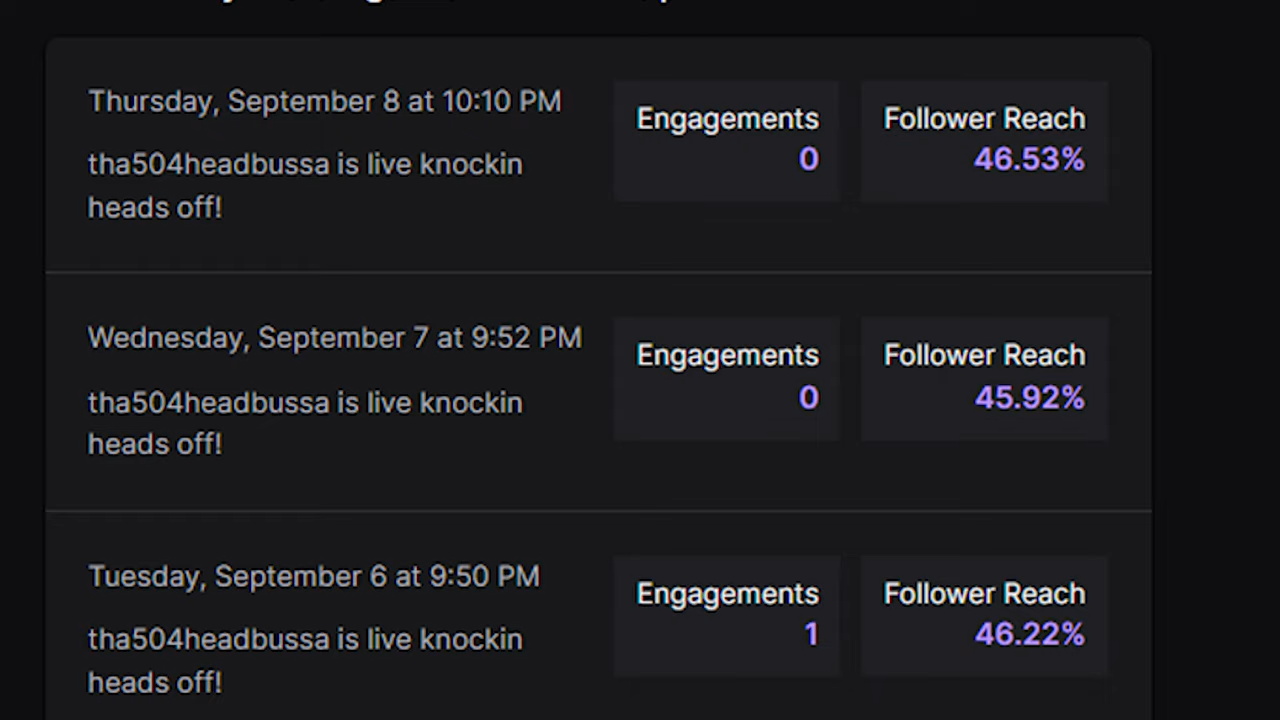 Thursday, September 8 at 10:10 PM
tha504headbussa is live knockin
heads off!
Engagements
0
Follower Reach
46.53%
Wednesday, September 7 at 9:52 PM
tha504headbussa is live knockin
heads off!
Engagements
0
Follower Reach
45.92%
Tuesday, September 6 at 9:50 PM
tha504headbussa is live knockin
heads off!
Engagements
1
Follower Reach
46.22%